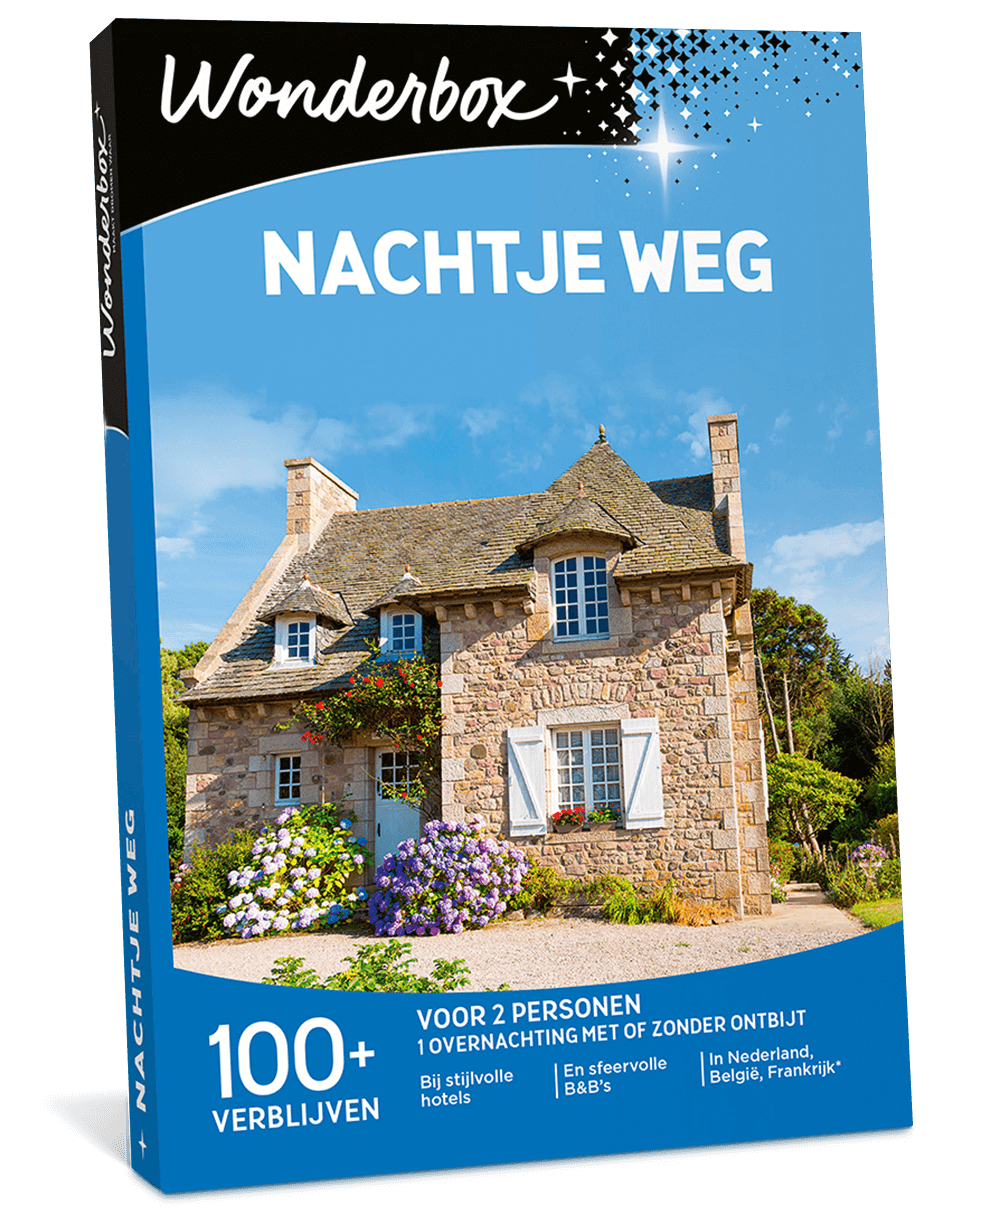 Wonderbox
NACHTJE WEG
100+
VERBLIJVEN
VOOR 2 PERSONEN
1 OVERNACHTING MET OF ZONDER ONTBIJT
Bij stijlvolle
hotels
En sfeervolle
B&B's
In Nederland,
België, Frankrijk*
Wonderbox
NACHTJE WEG